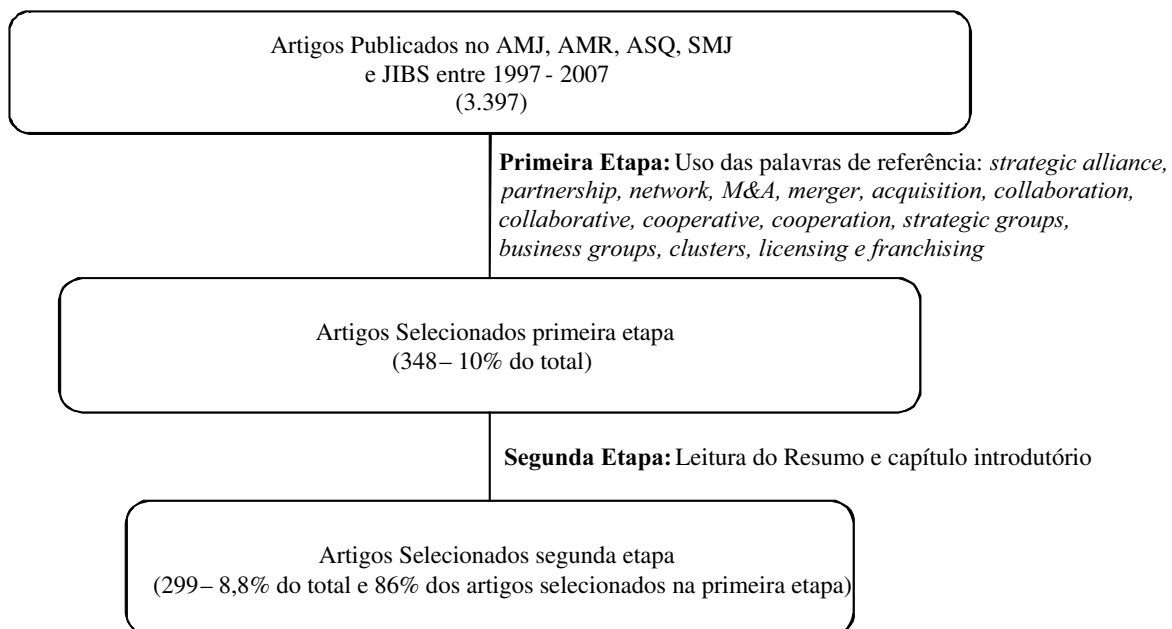 Artigos Publicados no AMJ, AMR, ASQ, SMJ
e JIBS entre 1997 - 2007
(3.397)
Primeira Etapa: Uso das palavras de referência: strategic alliance,
partnership, network, M&A, merger, acquisition, collaboration,
collaborative, cooperative, cooperation, strategic groups,
business groups, clusters, licensing e franchising
Artigos Selecionados primeira etapa
(348– 10% do total)
Segunda Etapa: Leitura do Resumo e capítulo introdutório
Artigos Selecionados segunda etapa
(299– 8,8% do total e 86% dos artigos selecionados na primeira etapa)